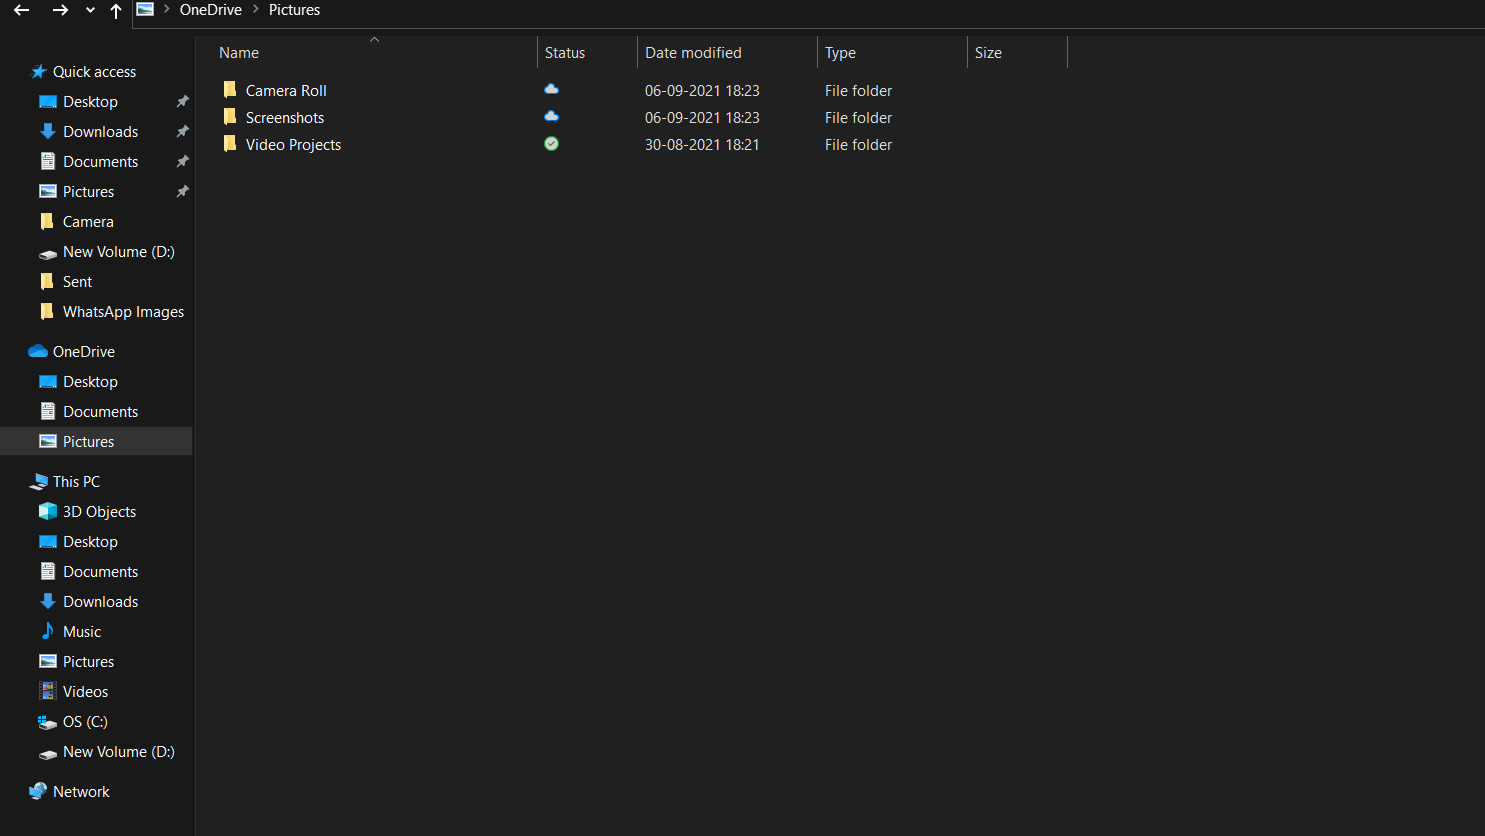 OneDrive > Pictures
Name Status Date modified Type Size
Camera Roll 06-09-2021 18:23 File folder
Screenshots 06-09-2021 18:23 File folder
Video Projects 30-08-2021 18:21 File folder
Quick access
Desktop
Downloads
Documents
Pictures
Camera
New Volume (D:)
Sent
WhatsApp Images
OneDrive
Desktop
Documents
Pictures
This PC
3D Objects
Desktop
Documents
Downloads
Music
Pictures
Videos
OS (C:)
New Volume (D:)
Network